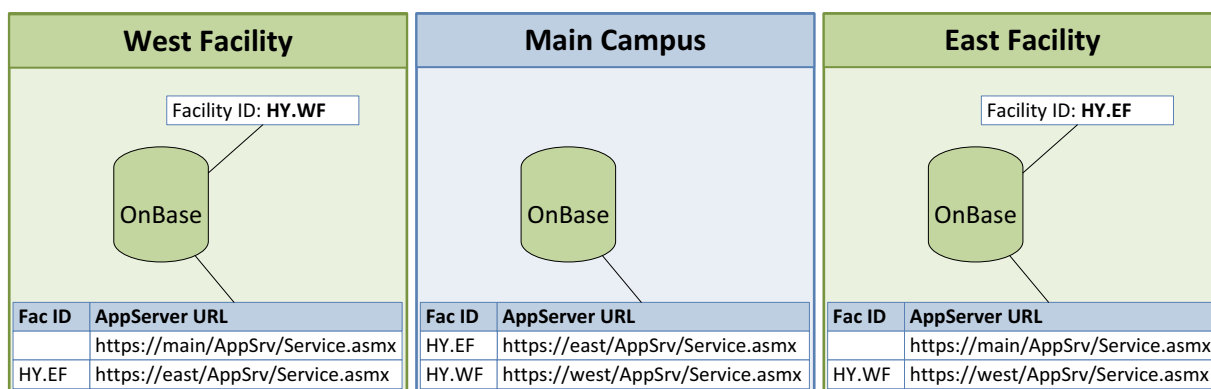 West Facility
Facility ID: HY.WF
OnBase
Fac ID AppServer URL
https://main/AppSrv/Service.asmx
HY.EF https://east/AppSrv/Service.asmx
Main Campus
OnBase
Fac ID AppServer URL
HY.EF https://east/AppSrv/Service.asmx
HY.WF https://west/AppSrv/Service.asmx
East Facility
Facility ID: HY.EF
OnBase
Fac ID AppServer URL
https://main/AppSrv/Service.asmx
HY.WF https://west/AppSrv/Service.asmx